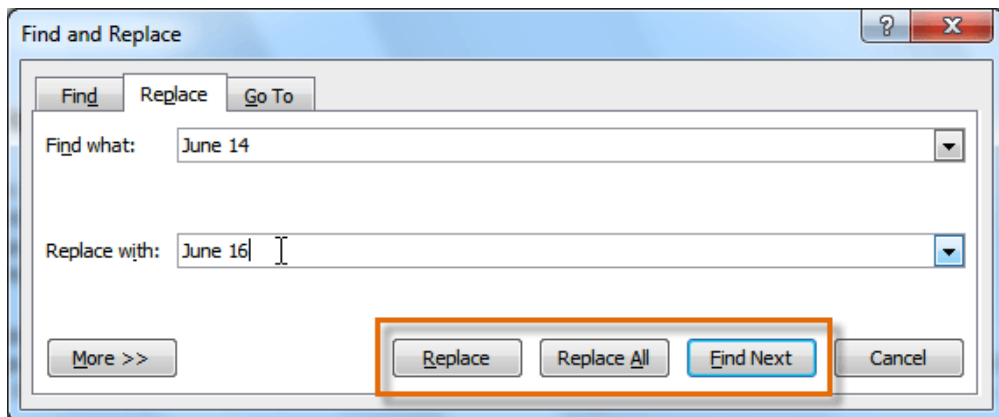 Find and Replace
Find Replace Go To
Find what: June 14
Replace with: June 16
More >> Replace Replace All Find Next Cancel